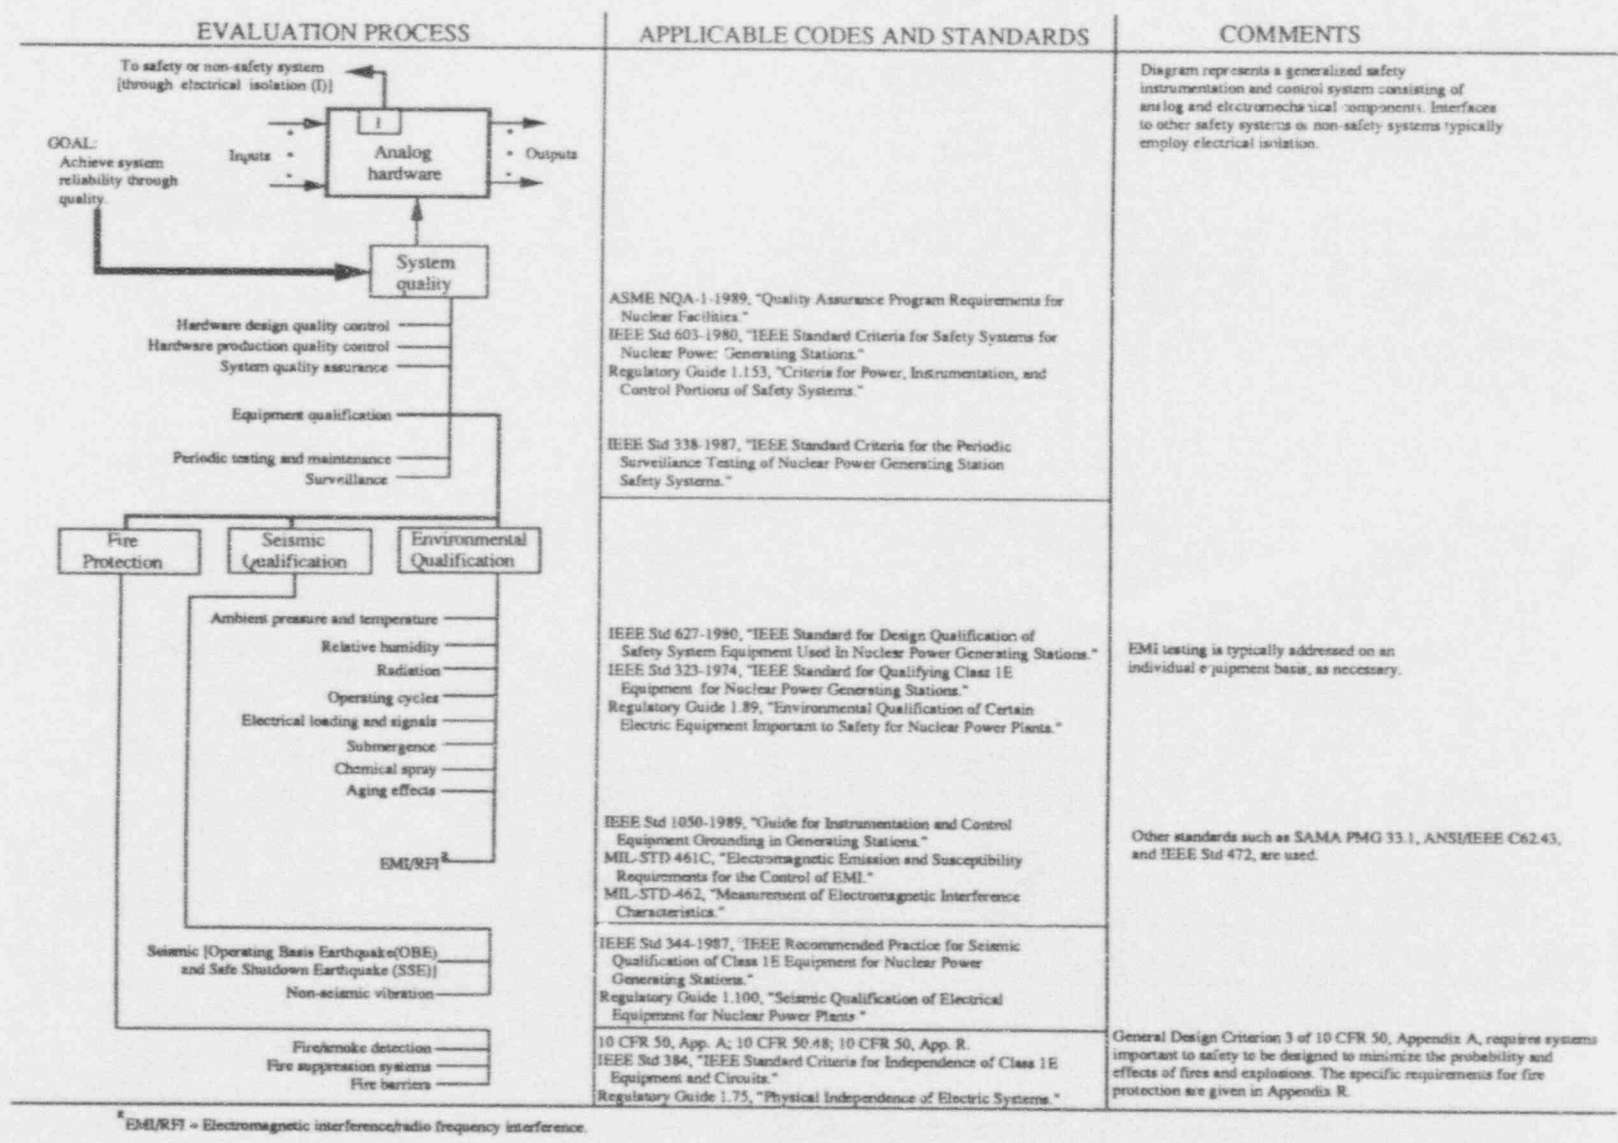 EVALUATION PROCESS
APPLICABLE CODES AND STANDARDS
COMMENTS
To safety or non-safety system
[through electrical isolation (I)]
I
Analog
hardware
Inputs
Outputs
GOAL:
Achieve system
reliability through
quality.
System
quality
Hardware design quality control
Hardware production quality control
System quality assurance
Equipment qualification
Periodic testing and maintenance
Surveillance
Fire
Protection
Seismic
Qualification
Environmental
Qualification
Ambient pressure and temperature
Relative humidity
Radiation
Operating cycles
Electrical loading and signals
Submergence
Chemical spray
Aging effects
EMI/RFI
Seismic [Operating Basis Earthquake(OBE)
and Safe Shutdown Earthquake (SSE)]
Non-seismic vibration
Fire/smoke detection
Fire suppression systems
Fire barriers
ASME NQA-1-1989, "Quality Assurance Program Requirements for
Nuclear Facilities."
IEEE Std 603-1980, "IEEE Standard Criteria for Safety Systems for
Nuclear Power Generating Stations."
Regulatory Guide 1.153, "Criteria for Power, Instrumentation, and
Control Portions of Safety Systems."
IEEE Std 338-1987, "IEEE Standard Criteria for the Periodic
Surveillance Testing of Nuclear Power Generating Station
Safety Systems."
IEEE Std 627-1980, "IEEE Standard for Design Qualification of
Safety System Equipment Used In Nuclear Power Generating Stations."
IEEE Std 323-1974, "IEEE Standard for Qualifying Class 1E
Equipment for Nuclear Power Generating Stations."
Regulatory Guide 1.89, "Environmental Qualification of Certain
Electric Equipment Important to Safety for Nuclear Power Plants."
IEEE Std 1050-1989, "Guide for Instrumentation and Control
Equipment Grounding in Generating Stations."
MIL-STD 461C, "Electromagnetic Emission and Susceptibility
Requirements for the Control of EMI."
MIL-STD-462, "Measurement of Electromagnetic Interference
Characteristics."
IEEE Std 344-1987, "IEEE Recommended Practice for Seismic
Qualification of Class 1E Equipment for Nuclear Power
Generating Stations."
Regulatory Guide 1.100, "Seismic Qualification of Electrical
Equipment for Nuclear Power Plants."
10 CFR 50, App. A; 10 CFR 50.48; 10 CFR 50, App. R.
IEEE Std 384, "IEEE Standard Criteria for Independence of Class 1E
Equipment and Circuits."
Regulatory Guide 1.75, "Physical Independence of Electric Systems."
Diagram represents a generalized safety
instrumentation and control system consisting of
analog and electromechanical components. Interfaces
to other safety systems or non-safety systems typically
employ electrical isolation.
EMI testing is typically addressed on an
individual equipment basis, as necessary.
Other standards such as SAMA PMG 33.1, ANSI/IEEE C62.43,
and IEEE Std 472, are used.
General Design Criterion 3 of 10 CFR 50, Appendix A, requires systems
important to safety to be designed to minimize the probability and
effects of fires and explosions. The specific requirements for fire
protection are given in Appendix R.
EMI/RFI = Electromagnetic interference/radio frequency interference.